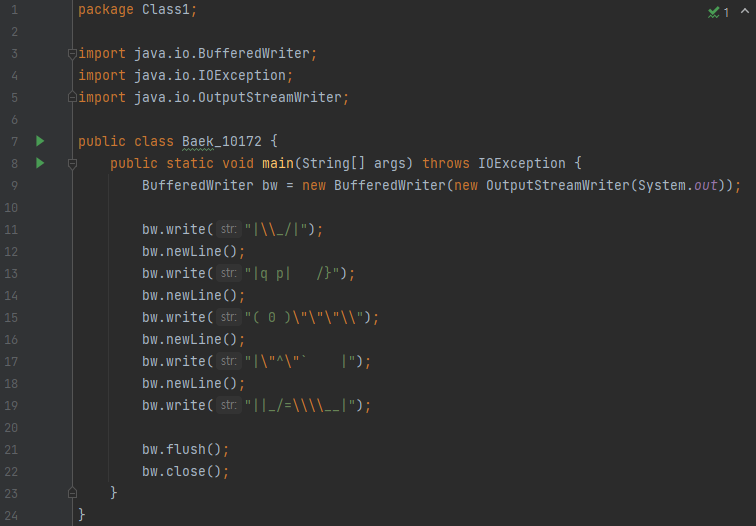 1 package Class1;
2
3 import java.io.BufferedWriter;
4 import java.io.IOException;
5 import java.io.OutputStreamWriter;
6
7 public class Baek_10172 {
8 public static void main(String[] args) throws IOException {
9 BufferedWriter bw = new BufferedWriter(new OutputStreamWriter(System.out));
10
11 bw.write( str: "|\\_/|");
12 bw.newLine();
13 bw.write( str: "|q p|   /}");
14 bw.newLine();
15 bw.write( str: "( 0 )\"\"\"\\");
16 bw.newLine();
17 bw.write( str: "|\"^\"`    |");
18 bw.newLine();
19 bw.write( str: "||_/=\\\\__|");
20
21 bw.flush();
22 bw.close();
23 }
24 }
1